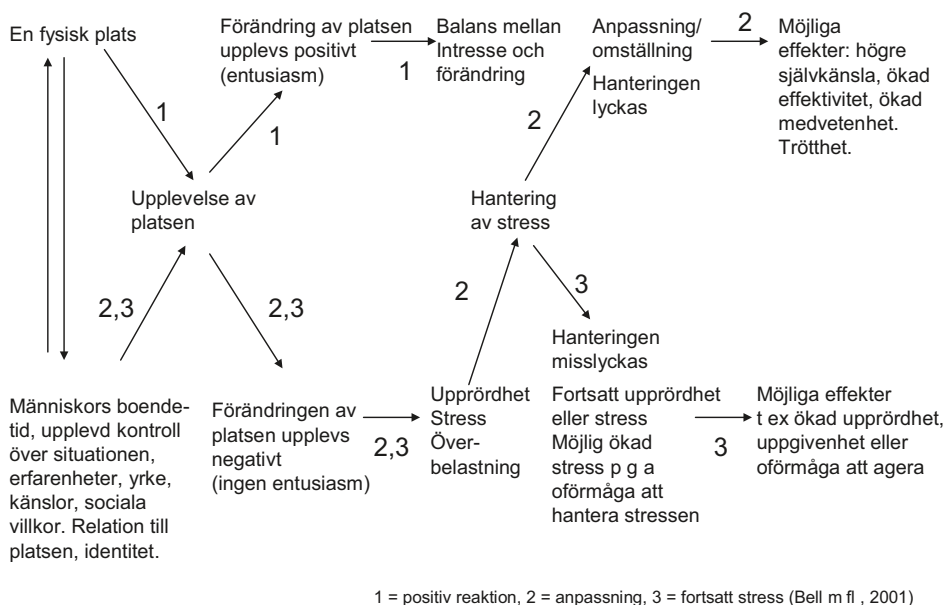 En fysisk plats
Förändring av platsen
upplevs positivt
(entusiasm)
1
Balans mellan
Intresse och
förändring
Anpassning/
omställning
Hanteringen
lyckas
2
Möjliga
effekter: högre
självkänsla, ökad
effektivitet, ökad
medvetenhet.
Trötthet.
1
1
2
Upplevelse av
platsen
Hantering
av stress
2,3
2,3
2
3
Hanteringen
misslyckas
Människors boende-
tid, upplevd kontroll
över situationen,
erfarenheter, yrke,
känslor, sociala
villkor. Relation till
platsen, identitet.
Förändringen av
platsen upplevs
negativt
(ingen entusiasm)
2,3
Upprördhet
Stress
Över-
belastning
Fortsatt upprördhet
eller stress
Möjlig ökad
stress p g a
oförmåga att
hantera stressen
3
Möjliga effekter
t ex ökad upprördhet,
uppgivenhet eller
oförmåga att agera
1 = positiv reaktion, 2 = anpassning, 3 = fortsatt stress (Bell m fl , 2001)